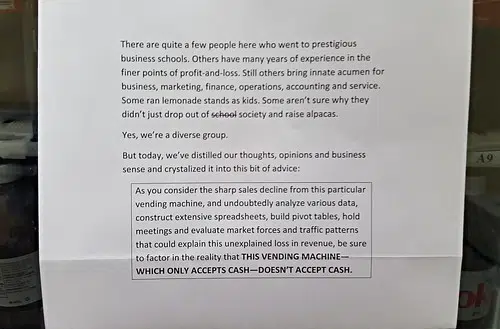 There are quite a few people here who went to prestigious
business schools. Others have many years of experience in the
finer points of profit-and-loss. Still others bring innate acumen for
business, marketing, finance, operations, accounting and service.
Some ran lemonade stands as kids. Some aren't sure why they
didn't just drop out of school society and raise alpacas.
Yes, we're a diverse group.
But today, we've distilled our thoughts, opinions and business
sense and crystalized it into this bit of advice:
As you consider the sharp sales decline from this particular
vending machine, and undoubtedly analyze various data,
construct extensive spreadsheets, build pivot tables, hold
meetings and evaluate market forces and traffic patterns
that could explain this unexplained loss in revenue, be sure
to factor in the reality that THIS VENDING MACHINE—
WHICH ONLY ACCEPTS CASH—DOESN'T ACCEPT CASH.
A9